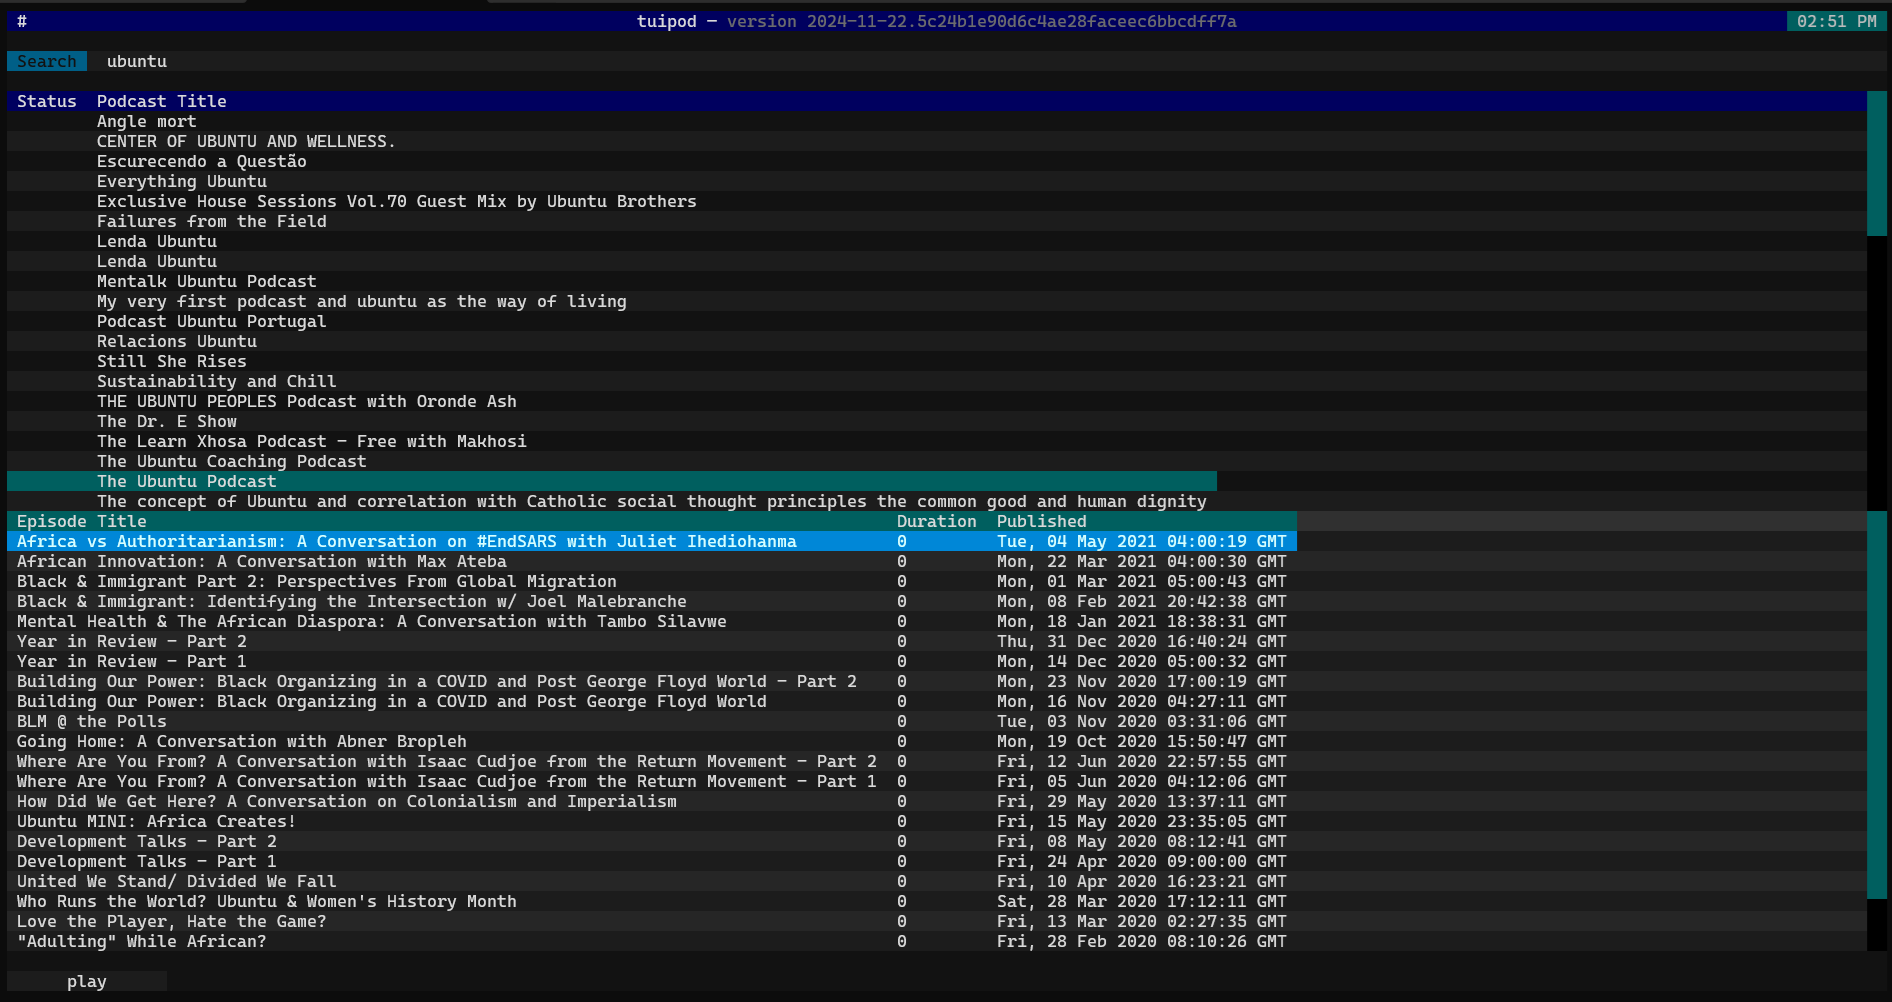 # tuipod — version 2024-11-22.5c24b1e90d6c4ae28faceec6bbcdff7a 02:51 PM
Search ubuntu
Status Podcast Title
Angle mort
CENTER OF UBUNTU AND WELLNESS.
Escurecendo a Questão
Everything Ubuntu
Exclusive House Sessions Vol.70 Guest Mix by Ubuntu Brothers
Failures from the Field
Lenda Ubuntu
Lenda Ubuntu
Mentalk Ubuntu Podcast
My very first podcast and ubuntu as the way of living
Podcast Ubuntu Portugal
Relacions Ubuntu
Still She Rises
Sustainability and Chill
THE UBUNTU PEOPLES Podcast with Oronde Ash
The Dr. E Show
The Learn Xhosa Podcast - Free with Makhosi
The Ubuntu Coaching Podcast
The Ubuntu Podcast
The concept of Ubuntu and correlation with Catholic social thought principles the common good and human dignity
Episode Title Duration Published
Africa vs Authoritarianism: A Conversation on #EndSARS with Juliet Ihediohanma 0 Tue, 04 May 2021 04:00:19 GMT
African Innovation: A Conversation with Max Ateba 0 Mon, 22 Mar 2021 04:00:30 GMT
Black & Immigrant Part 2: Perspectives From Global Migration 0 Mon, 01 Mar 2021 05:00:43 GMT
Black & Immigrant: Identifying the Intersection w/ Joel Malebranche 0 Mon, 08 Feb 2021 20:42:38 GMT
Mental Health & The African Diaspora: A Conversation with Tambo Silavwe 0 Mon, 18 Jan 2021 18:38:31 GMT
Year in Review - Part 2 0 Thu, 31 Dec 2020 16:40:24 GMT
Year in Review - Part 1 0 Mon, 14 Dec 2020 05:00:32 GMT
Building Our Power: Black Organizing in a COVID and Post George Floyd World - Part 2 0 Mon, 23 Nov 2020 17:00:19 GMT
Building Our Power: Black Organizing in a COVID and Post George Floyd World 0 Mon, 16 Nov 2020 04:27:11 GMT
BLM @ the Polls 0 Tue, 03 Nov 2020 03:31:06 GMT
Going Home: A Conversation with Abner Bropleh 0 Mon, 19 Oct 2020 15:50:47 GMT
Where Are You From? A Conversation with Isaac Cudjoe from the Return Movement - Part 2 0 Fri, 12 Jun 2020 22:57:55 GMT
Where Are You From? A Conversation with Isaac Cudjoe from the Return Movement - Part 1 0 Fri, 05 Jun 2020 04:12:06 GMT
How Did We Get Here? A Conversation on Colonialism and Imperialism 0 Fri, 29 May 2020 13:37:11 GMT
Ubuntu MINI: Africa Creates! 0 Fri, 15 May 2020 23:35:05 GMT
Development Talks - Part 2 0 Fri, 08 May 2020 08:12:41 GMT
Development Talks - Part 1 0 Fri, 24 Apr 2020 09:00:00 GMT
United We Stand/ Divided We Fall 0 Fri, 10 Apr 2020 16:23:21 GMT
Who Runs the World? Ubuntu & Women's History Month 0 Sat, 28 Mar 2020 17:12:11 GMT
Love the Player, Hate the Game? 0 Fri, 13 Mar 2020 02:27:35 GMT
"Adulting" While African? 0 Fri, 28 Feb 2020 08:10:26 GMT
play